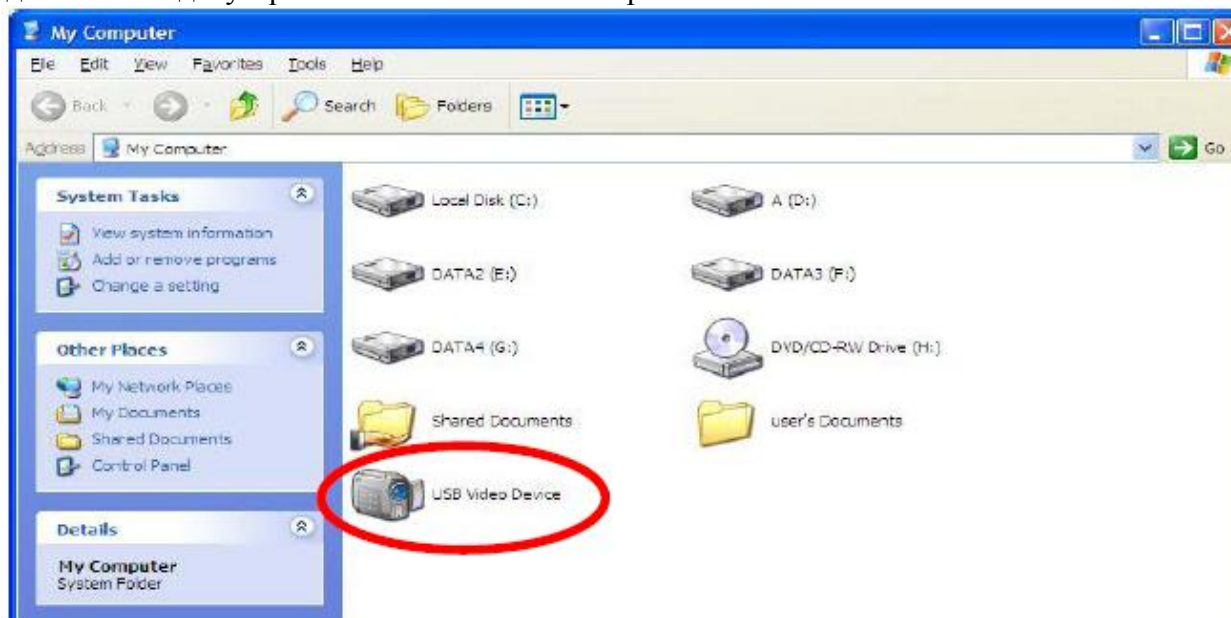 My Computer
File Edit View Favorites Tools Help
Back Search Folders
Address My Computer Go
System Tasks
View system information
Add or remove programs
Change a setting
Other Places
My Network Places
My Documents
Shared Documents
Control Panel
Details
My Computer
System Folder
Local Disk (C:)
A (D:)
DATA2 (E:)
DATA3 (F:)
DATA4 (G:)
DVD/CD-RW Drive (H:)
Shared Documents
user's Documents
USB Video Device